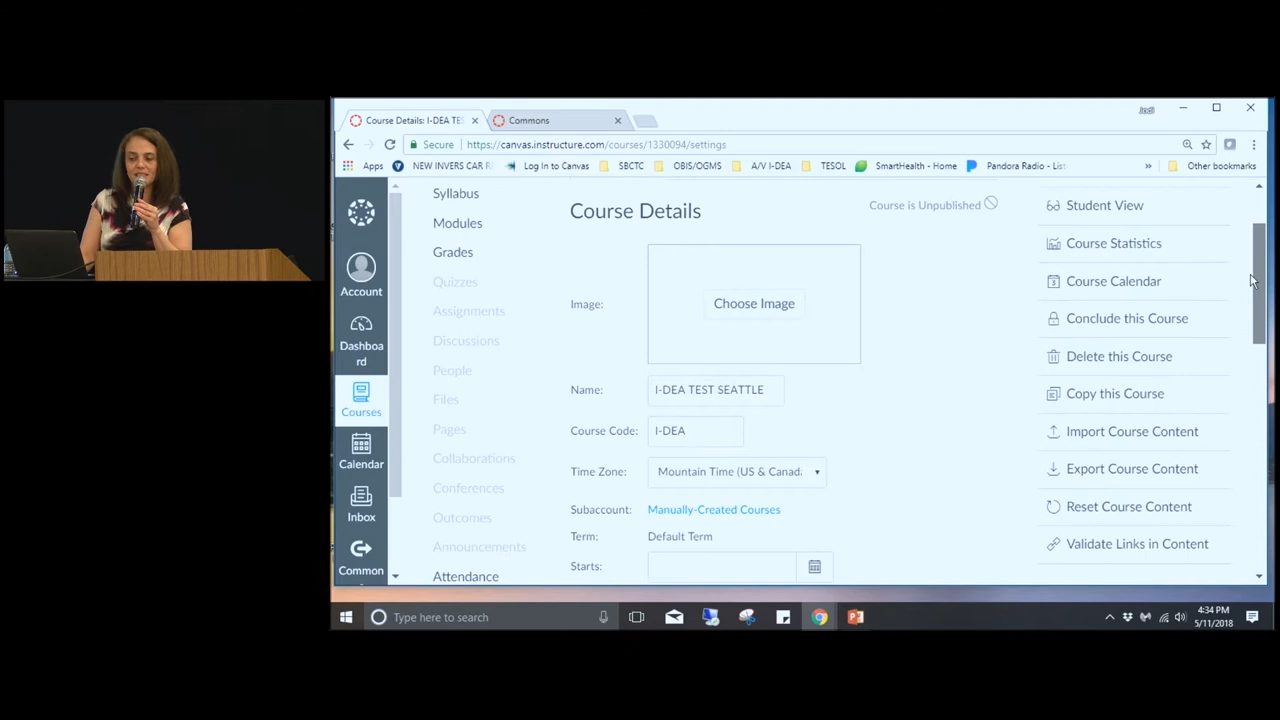 Course Details: I-DEA TES
Commons
Secure https://canvas.instructure.com/courses/1330094/settings
Apps NEW INVERS CAR R Log In to Canvas SBCTC OBIS/OGMS A/V I-DEA TESOL SmartHealth - Home Pandora Radio - List » Other bookmarks
Account
Dashboa
rd
Courses
Calendar
Inbox
Common
Syllabus
Modules
Grades
Quizzes
Assignments
Discussions
People
Files
Pages
Collaborations
Conferences
Outcomes
Announcements
Attendance
Course Details
Course is Unpublished
Image: Choose Image
Name: I-DEA TEST SEATTLE
Course Code: I-DEA
Time Zone: Mountain Time (US & Canad
Subaccount: Manually-Created Courses
Term: Default Term
Starts:
Student View
Course Statistics
Course Calendar
Conclude this Course
Delete this Course
Copy this Course
Import Course Content
Export Course Content
Reset Course Content
Validate Links in Content
Type here to search
4:34 PM
5/11/2018